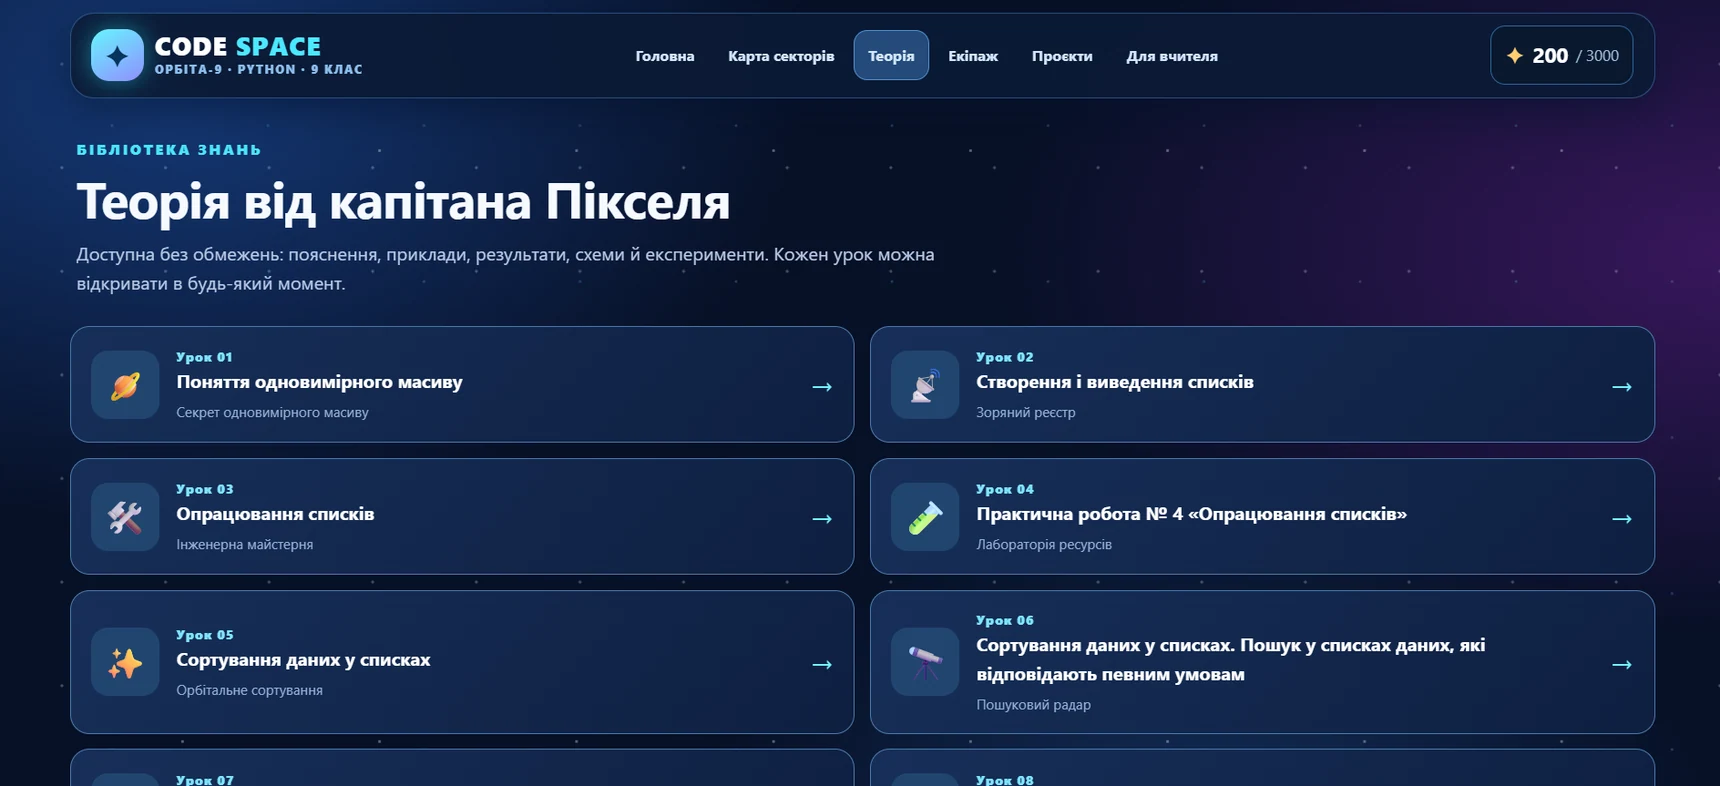 CODE SPACE
ОРБІТА-9 · PYTHON · 9 КЛАС
Головна
Карта секторів
Теорія
Екіпаж
Проєкти
Для вчителя
200 / 3000
БІБЛІОТЕКА ЗНАНЬ
Теорія від капітана Пікселя
Доступна без обмежень: пояснення, приклади, результати, схеми й експерименти. Кожен урок можна
відкривати в будь-який момент.
Урок 01
Поняття одновимірного масиву
Секрет одновимірного масиву
Урок 02
Створення і виведення списків
Зоряний реєстр
Урок 03
Опрацювання списків
Інженерна майстерня
Урок 04
Практична робота № 4 «Опрацювання списків»
Лабораторія ресурсів
Урок 05
Сортування даних у списках
Орбітальне сортування
Урок 06
Сортування даних у списках. Пошук у списках даних, які
відповідають певним умовам
Пошуковий радар
Урок 07
Урок 08